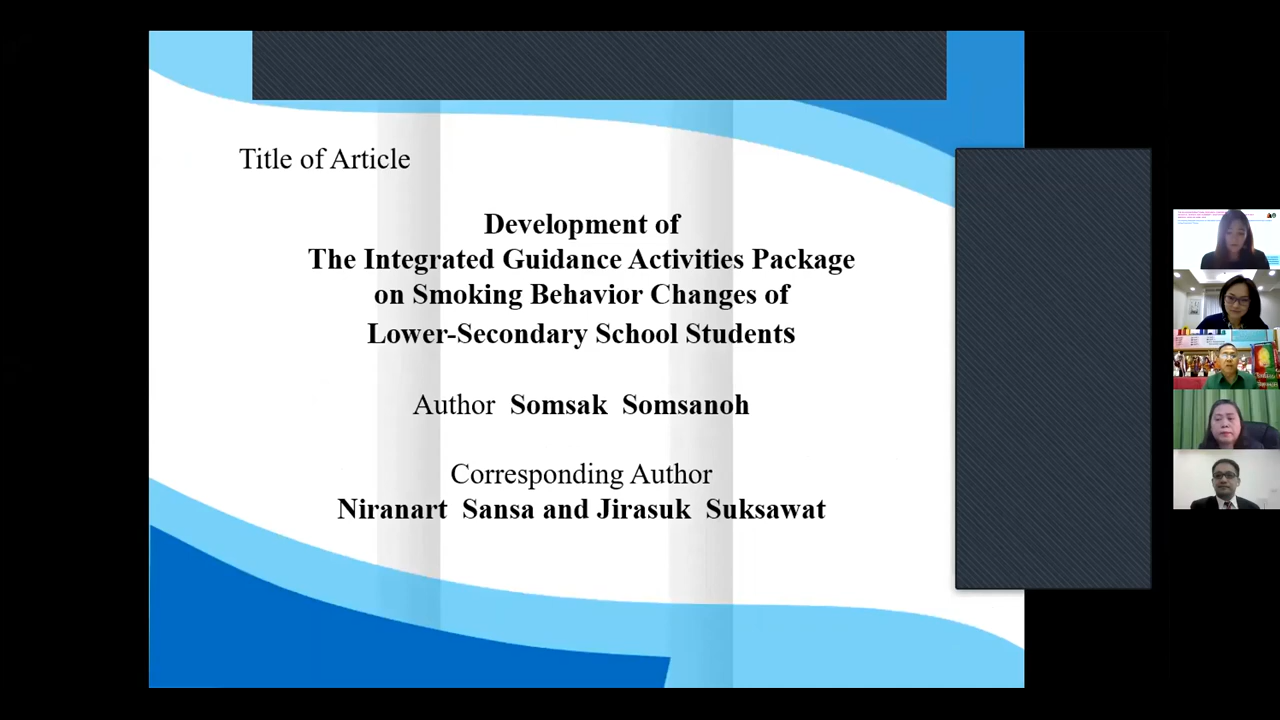 Title of Article
Development of
The Integrated Guidance Activities Package
on Smoking Behavior Changes of
Lower-Secondary School Students
Author Somsak Somsanoh
Corresponding Author
Niranart Sansa and Jirasuk Suksawat